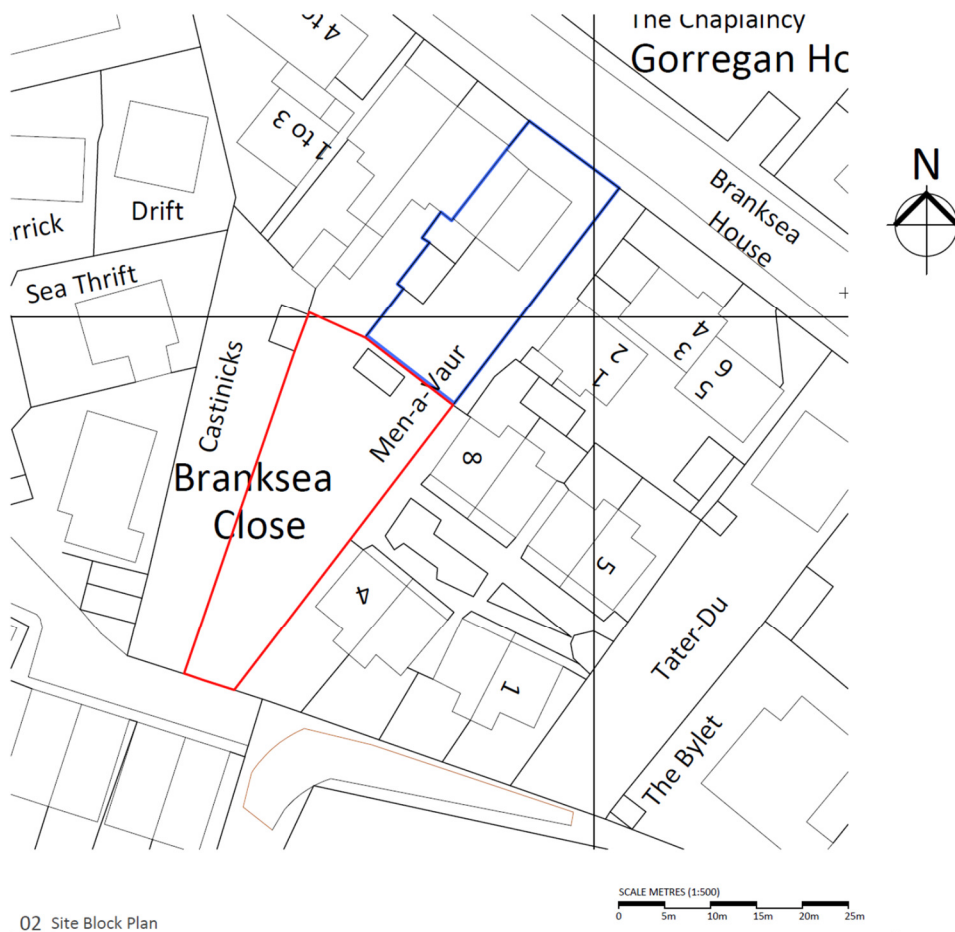 The Chaplaincy
Gorregan Ho
4 to
1 to 3
N
Branksea
House
Drift
rrick
Sea Thrift
Castinicks
Men-a-Vaur
1
2
3
4
5
6
8
Branksea
Close
5
4
1
Tater-Du
The Bylet
SCALE METRES (1:500)
0 5m 10m 15m 20m 25m
02 Site Block Plan